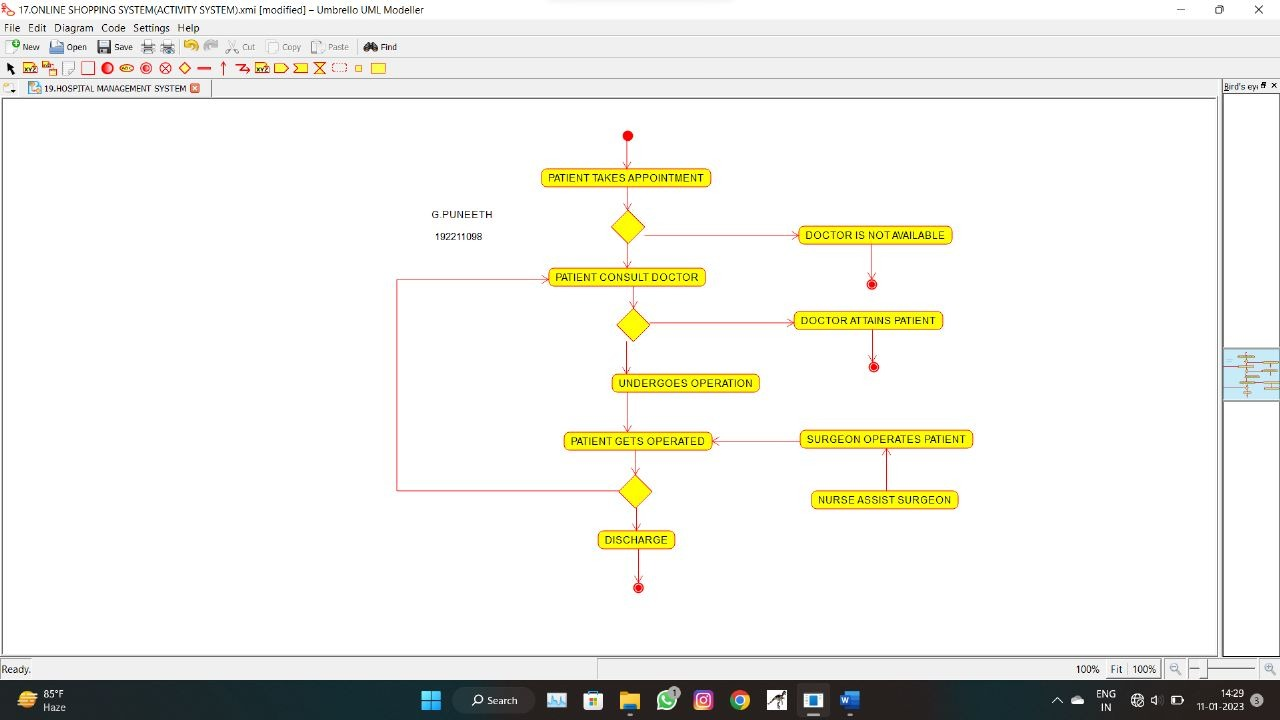 17.ONLINE SHOPPING SYSTEM(ACTIVITY SYSTEM).xmi [modified] – Umbrello UML Modeller
File Edit Diagram Code Settings Help
New Open Save Cut Copy Paste Find
19.HOSPITAL MANAGEMENT SYSTEM
Bird's eye
PATIENT TAKES APPOINTMENT
G.PUNEETH
192211098
DOCTOR IS NOT AVAILABLE
PATIENT CONSULT DOCTOR
DOCTOR ATTAINS PATIENT
UNDERGOES OPERATION
PATIENT GETS OPERATED
SURGEON OPERATES PATIENT
NURSE ASSIST SURGEON
DISCHARGE
Ready.
100% Fit 100%
85°F
Haze
Search
1
ENG
IN
14:29
11-01-2023
3